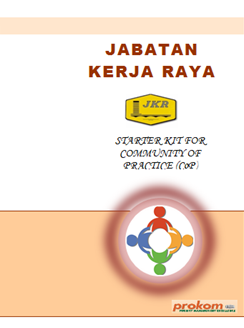 JABATAN
KERJA RAYA
JKR
STARTER KIT FOR
COMMUNITY OF
PRACTICE (CoP)
prokom